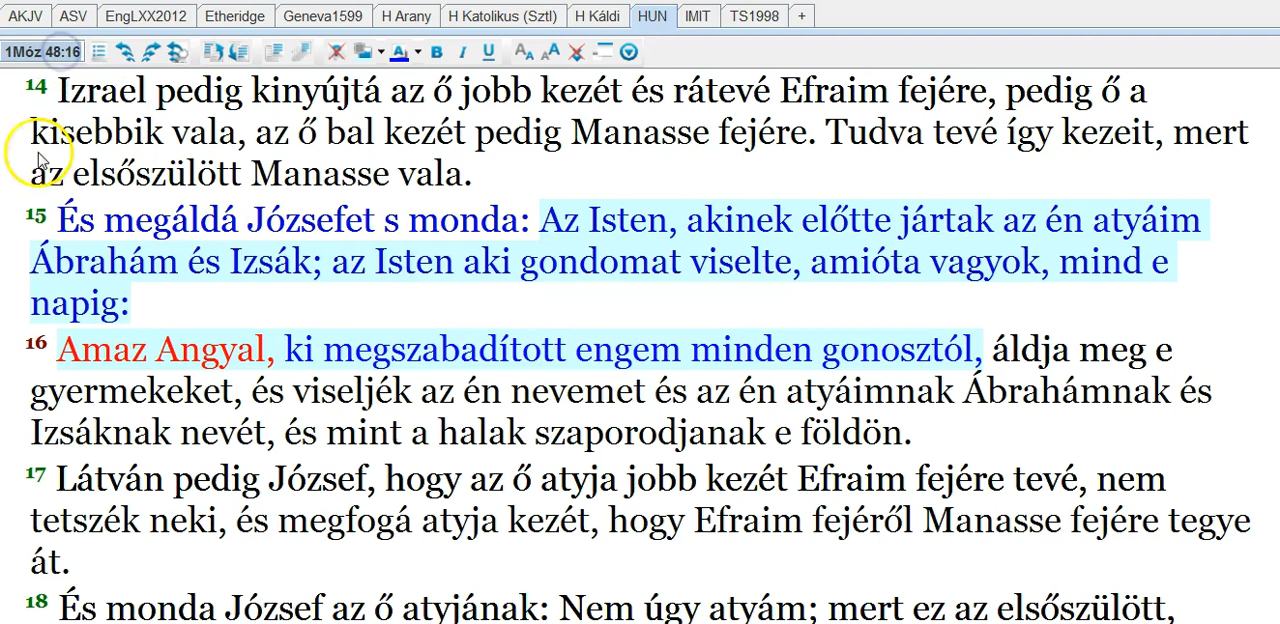 AKJV ASV EngLXX2012 Etheridge Geneva1599 H Arany H Katolikus (Sztl) H Káldi HUN IMIT TS1998 +
1Móz 48:16 A B I U AA AA
14 Izrael pedig kinyújtá az ő jobb kezét és rátevé Efraim fejére, pedig ő a
kisebbik vala, az ő bal kezét pedig Manasse fejére. Tudva tevé így kezeit, mert
az elsőszülött Manasse vala.
15 És megáldá Józsefet s monda: Az Isten, akinek előtte jártak az én atyáim
Ábrahám és Izsák; az Isten aki gondomat viselte, amióta vagyok, mind e
napig:
16 Amaz Angyal, ki megszabadított engem minden gonosztól, áldja meg e
gyermekeket, és viseljék az én nevemet és az én atyáimnak Ábrahámnak és
Izsáknak nevét, és mint a halak szaporodjanak e földön.
17 Látván pedig József, hogy az ő atyja jobb kezét Efraim fejére tevé, nem
tetszék neki, és megfogá atyja kezét, hogy Efraim fejéről Manasse fejére tegye
át.
18 És monda József az ő atyjának: Nem úgy atyám; mert ez az elsőszülött,